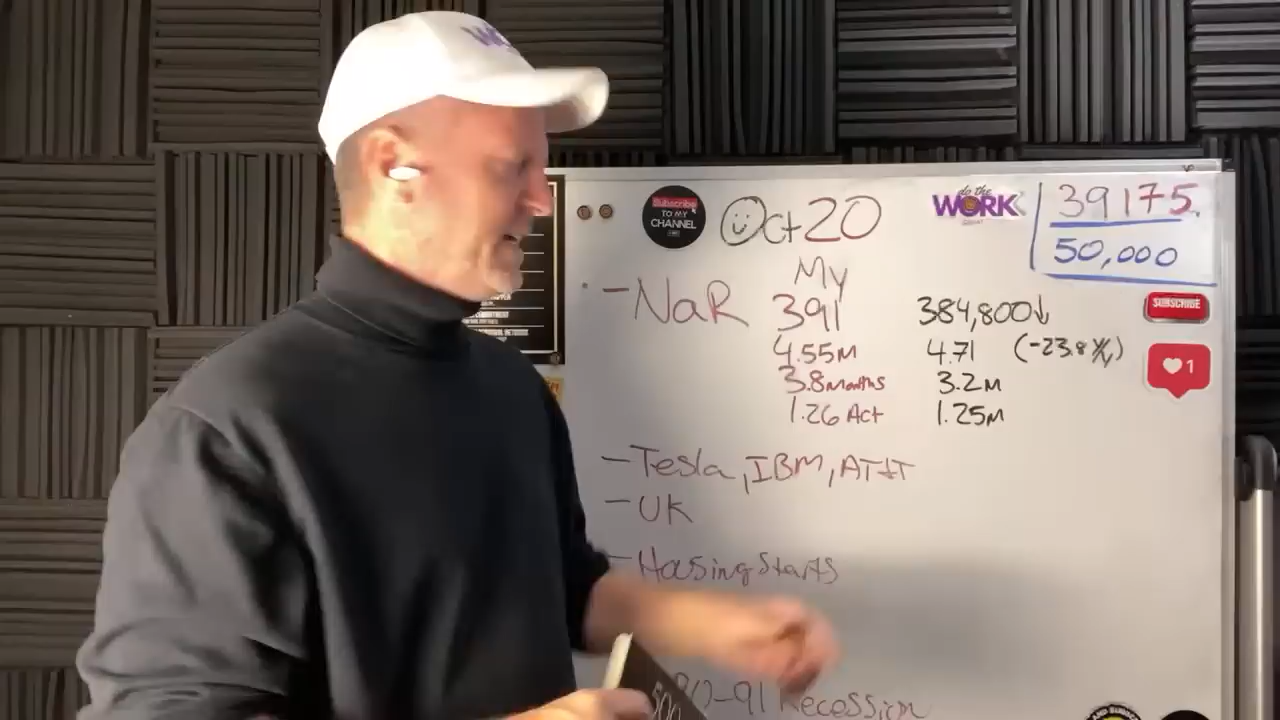 Subscribe
TO MY
CHANNEL
Oct 20
do the
WORK
39175.
50,000
My
- NaR 391 384,800↓
4.55M 4.71 (-23.8%)
3.8 months 3.2M
1.26 Act 1.25M
SUBSCRIBE
1
- Tesla, IBM, AT&T
- UK
- Housing Starts
90-91 Recession
500